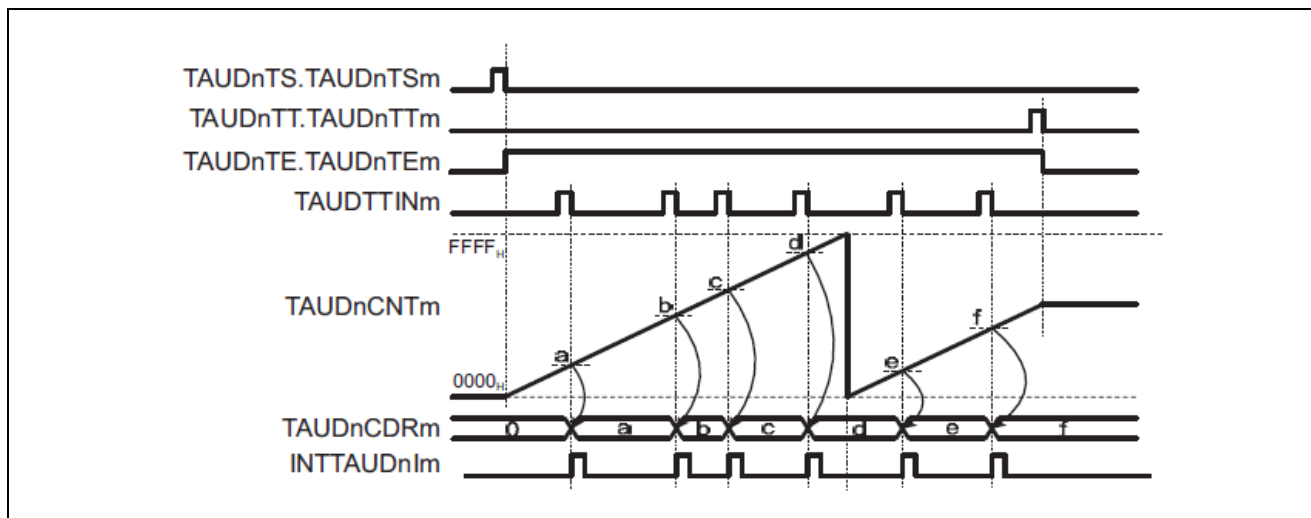 TAUDnTS.TAUDnTSm
TAUDnTT.TAUDnTTm
TAUDnTE.TAUDnTEm
TAUDTTINm
FFFFH
d
c
b
TAUDnCNTm
f
a
e
0000H
TAUDnCDRm 0 a b c d e f
INTTAUDnIm